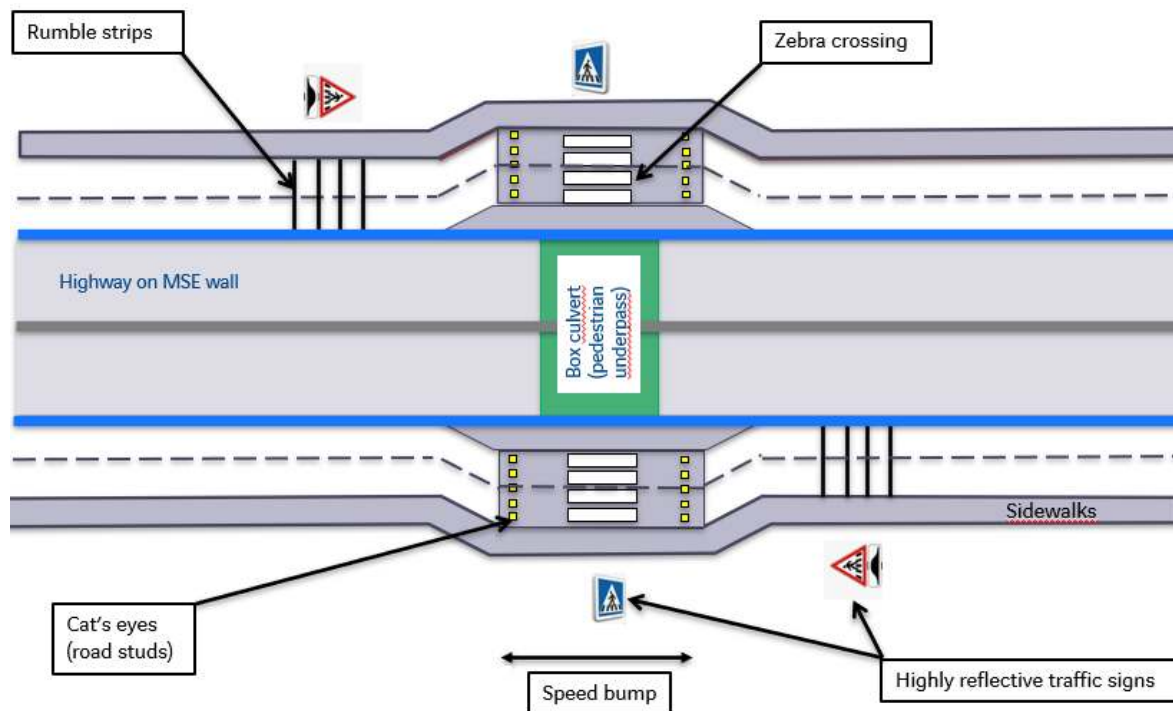 Rumble strips
Zebra crossing
Highway on MSE wall
Box culvert
(pedestrian
underpass)
Sidewalks
Cat's eyes
(road studs)
Speed bump
Highly reflective traffic signs